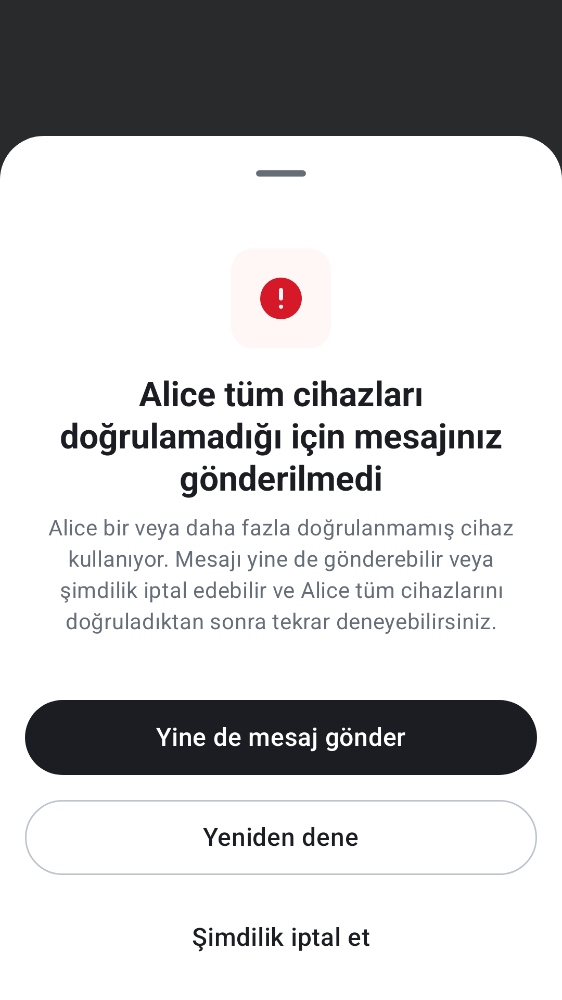 Alice tüm cihazları
doğrulamadığı için mesajınız
gönderilmedi
Alice bir veya daha fazla doğrulanmamış cihaz
kullanıyor. Mesajı yine de gönderebilir veya
şimdilik iptal edebilir ve Alice tüm cihazlarını
doğruladıktan sonra tekrar deneyebilirsiniz.
Yine de mesaj gönder
Yeniden dene
Şimdilik iptal et